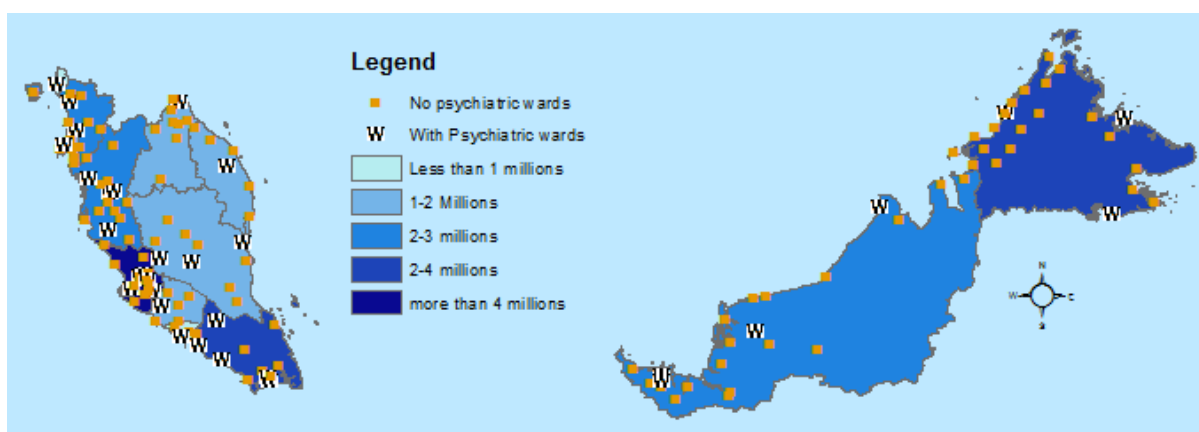 Legend
No psychiatric wards
W With Psychiatric wards
Less than 1 millions
1-2 Millions
2-3 millions
2-4 millions
more than 4 millions
N
W E
S